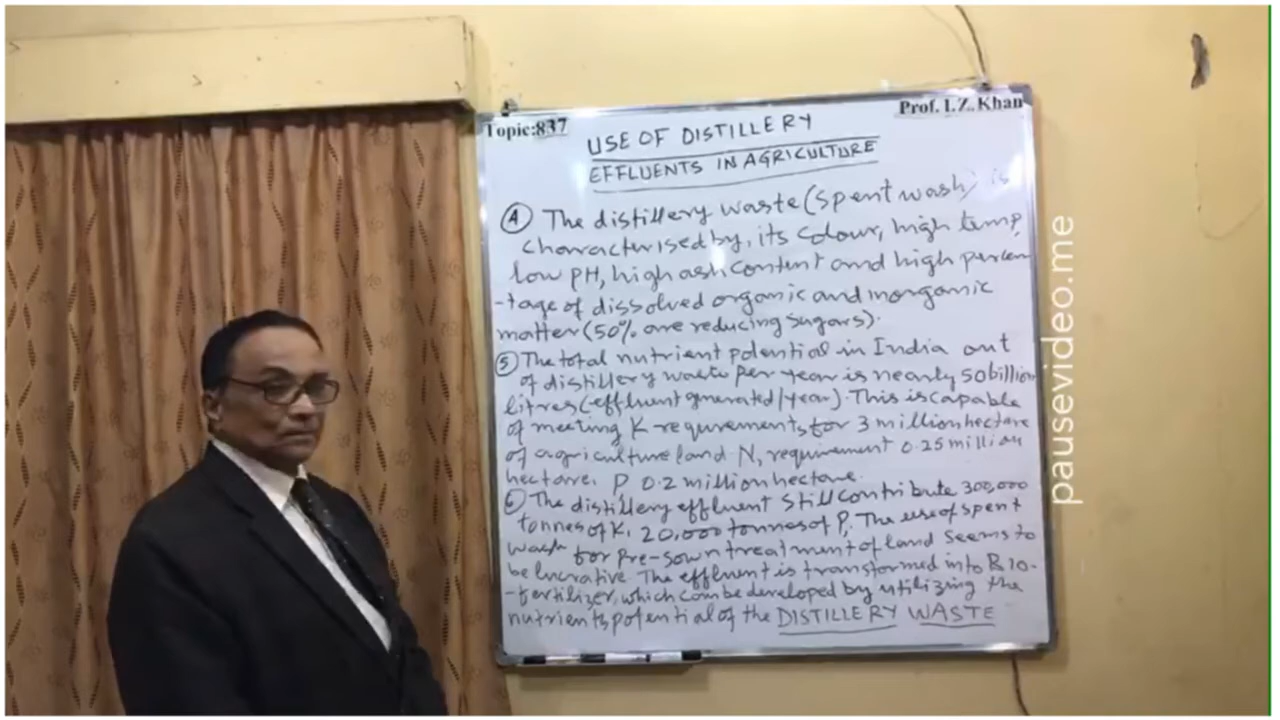 Topic:837
Prof. I.Z. Khan
USE OF DISTILLERY
EFFLUENTS IN AGRICULTURE
④ The distillery waste (spent wash) is
characterised by, its colour, high temp,
low PH, high ash content and high percen
-tage of dissolved organic and inorganic
matter (50% are reducing sugars).
⑤ The total nutrient potential in India out
of distillery waste per year is nearly 50 billion
litres (effluent generated/year). This is capable
of meeting K requirements, for 3 million hectare
of agriculture land N, requirement 0.25 million
hectare, P 0.2 million hectare.
⑥ The distillery effluent still contribute 300,000
tonnes of K, 20,000 tonnes of P, The use of spent
wash for Pre-sown treatment of land seems to
be lucrative. The effluent is transformed into BIO-
-fertilizer, which can be developed by utilizing the
nutrients potential of the DISTILLERY WASTE
pausevideo.me